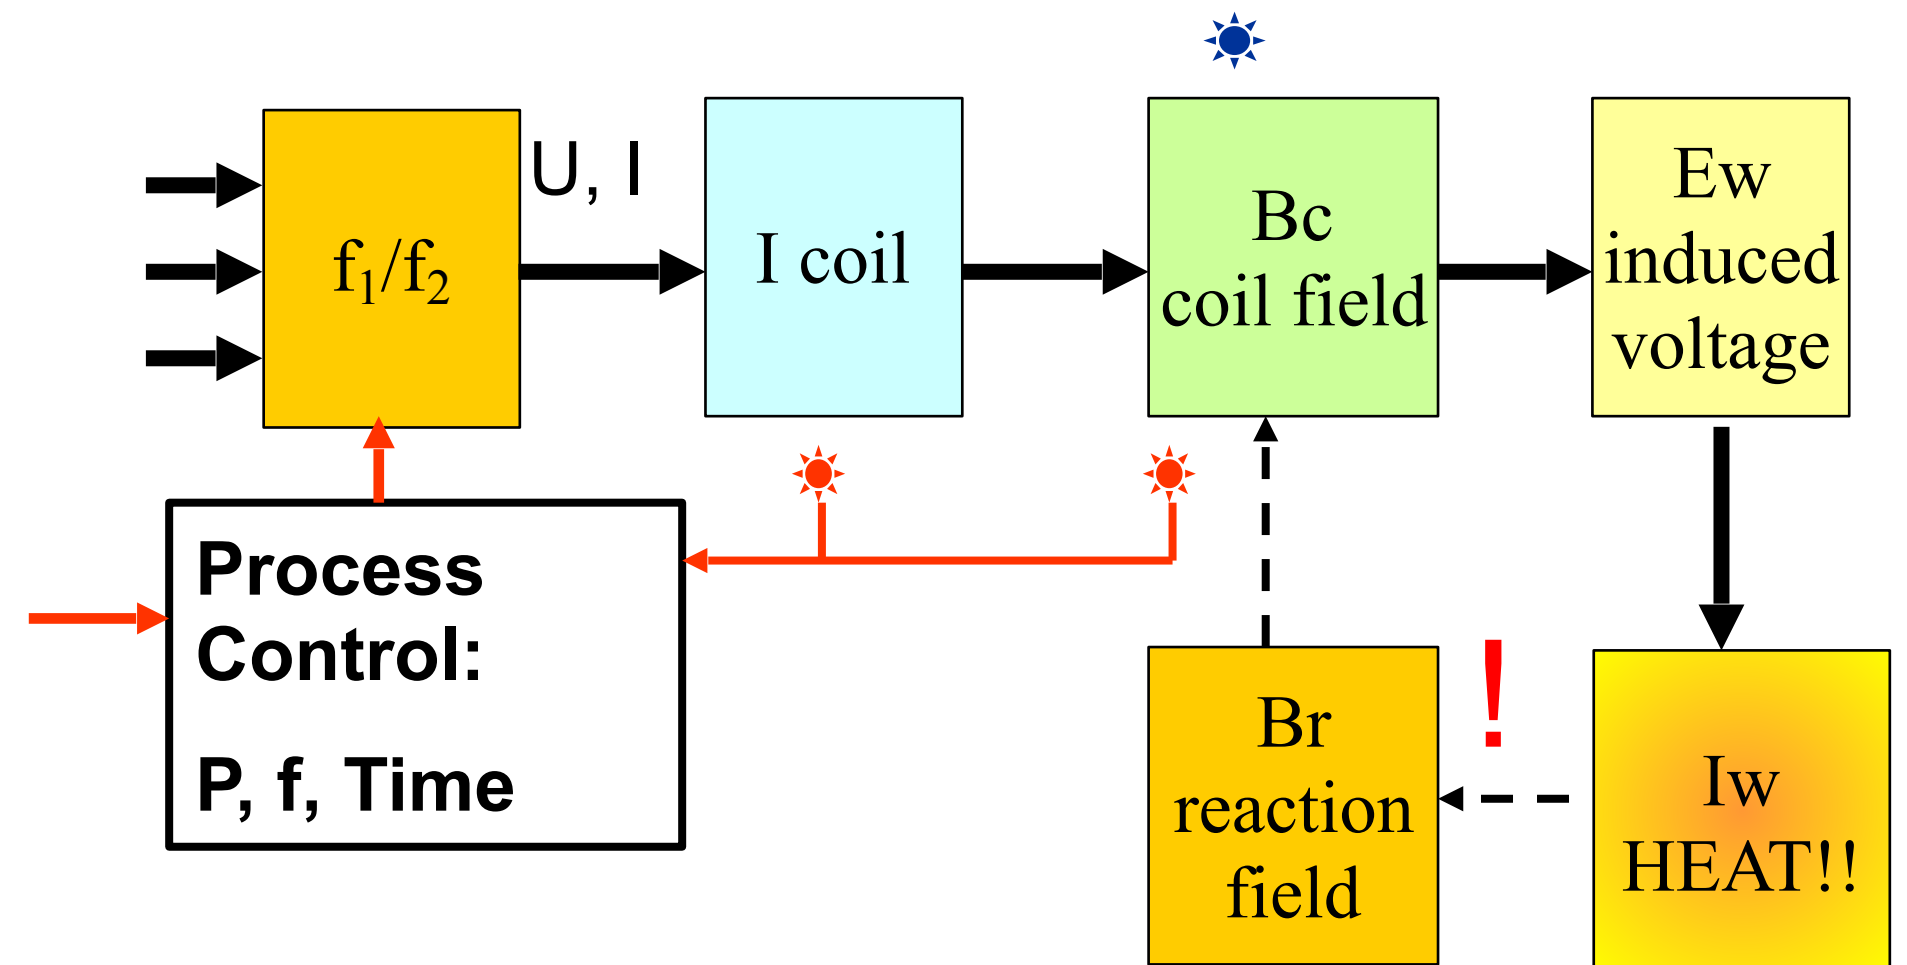 f₁/f₂
U, I
I coil
Bc
coil field
Ew
induced
voltage
Process
Control:
P, f, Time
Br
reaction
field
!
Iw
HEAT!!